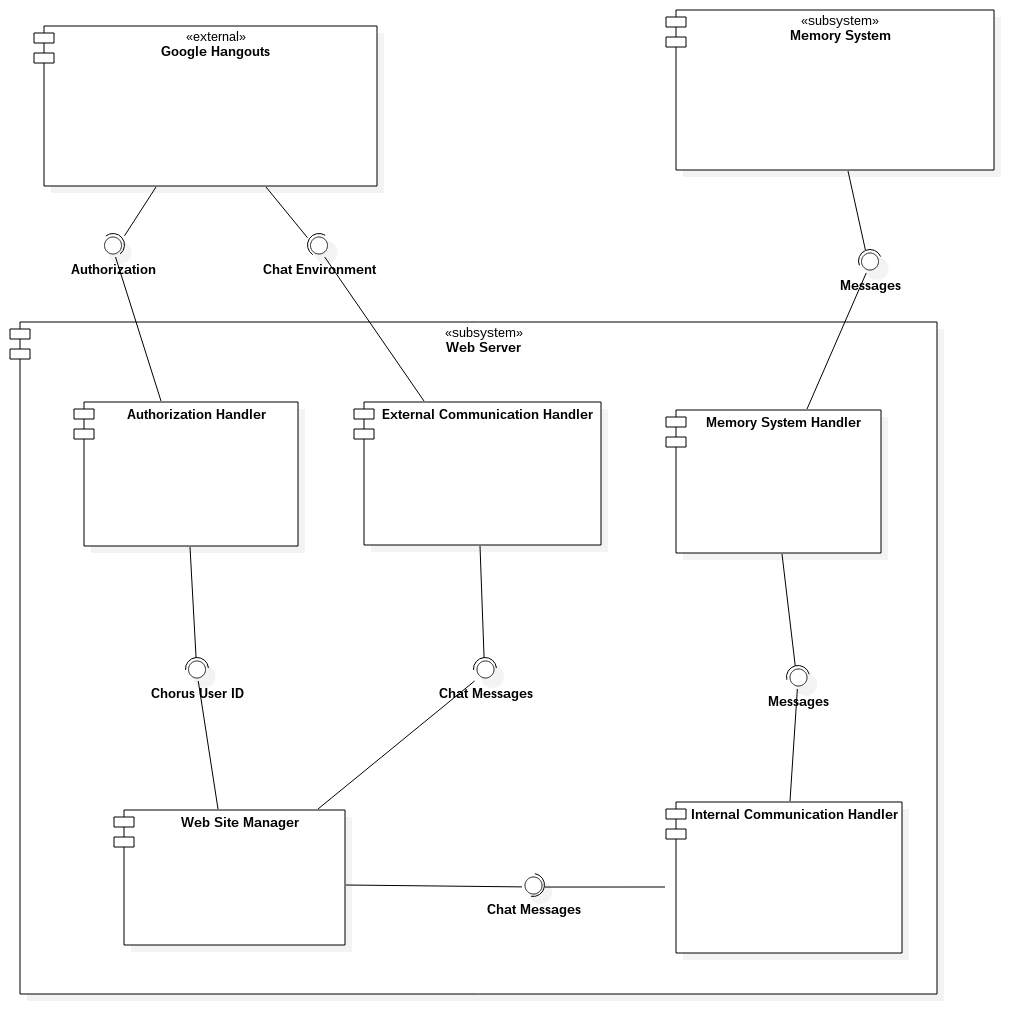 «external»
Google Hangouts
«subsystem»
Memory System
Authorization
Chat Environment
Messages
«subsystem»
Web Server
Authorization Handler
External Communication Handler
Memory System Handler
Chorus User ID
Chat Messages
Messages
Web Site Manager
Internal Communication Handler
Chat Messages